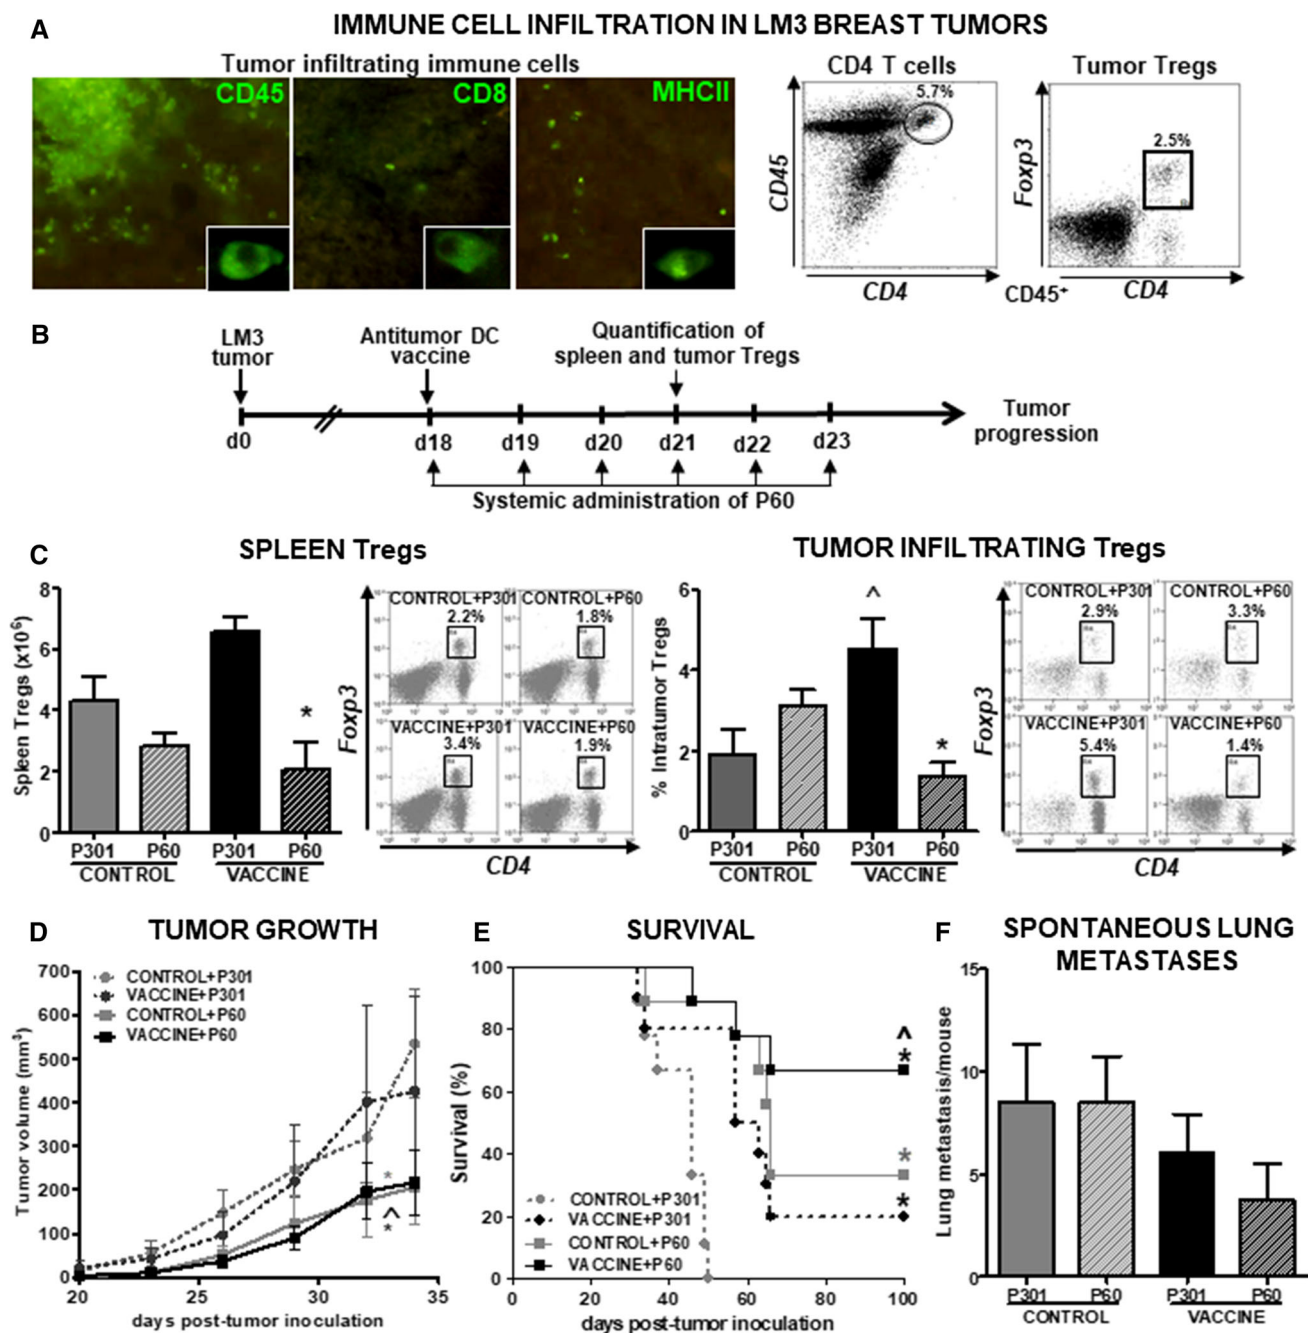 A
IMMUNE CELL INFILTRATION IN LM3 BREAST TUMORS
Tumor infiltrating immune cells
CD45
CD8
MHCII
CD4 T cells
5.7%
CD45
CD4
Tumor Tregs
2.5%
Foxp3
CD45+
CD4
B
LM3
tumor
Antitumor DC
vaccine
Quantification of
spleen and tumor Tregs
d0
d18
d19
d20
d21
d22
d23
Tumor
progression
Systemic administration of P60
C
SPLEEN Tregs
8
6
4
2
0
Spleen Tregs (x10⁶)
*
P301
P60
P301
P60
CONTROL
VACCINE
Foxp3
CONTROL+P301
2.2%
CONTROL+P60
1.8%
VACCINE+P301
3.4%
VACCINE+P60
1.9%
CD4
TUMOR INFILTRATING Tregs
6
4
2
0
% Intratumor Tregs
^
*
P301
P60
P301
P60
CONTROL
VACCINE
Foxp3
CONTROL+P301
2.9%
CONTROL+P60
3.3%
VACCINE+P301
5.4%
VACCINE+P60
1.4%
CD4
D
TUMOR GROWTH
700
600
500
400
300
200
100
0
Tumor volume (mm³)
CONTROL+P301
VACCINE+P301
CONTROL+P60
VACCINE+P60
*
^
*
20
25
30
35
days post-tumor inoculation
E
SURVIVAL
100
80
60
40
20
0
Survival (%)
^
*
*
*
CONTROL+P301
VACCINE+P301
CONTROL+P60
VACCINE+P60
0
20
40
60
80
100
days post-tumor inoculation
F
SPONTANEOUS LUNG
METASTASES
15
10
5
0
Lung metastasis/mouse
P301
P60
P301
P60
CONTROL
VACCINE